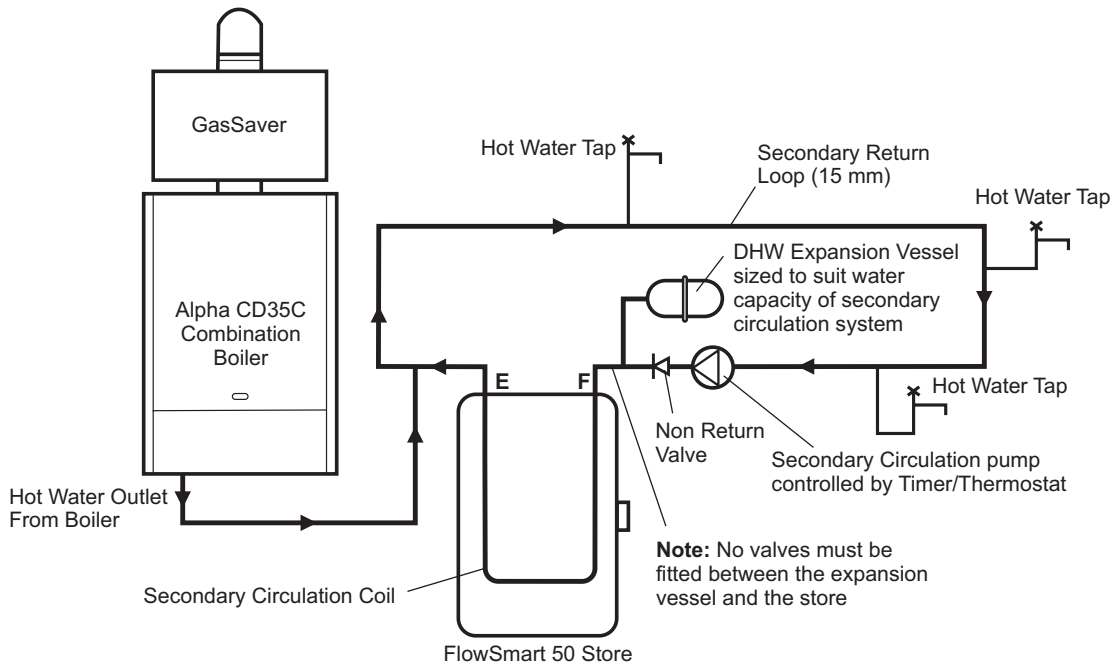 GasSaver
Alpha CD35C
Combination
Boiler
Hot Water Outlet
From Boiler
Hot Water Tap
Secondary Return
Loop (15 mm)
Hot Water Tap
DHW Expansion Vessel
sized to suit water
capacity of secondary
circulation system
E
F
Hot Water Tap
Non Return
Valve
Secondary Circulation pump
controlled by Timer/Thermostat
Note: No valves must be
fitted between the expansion
vessel and the store
Secondary Circulation Coil
FlowSmart 50 Store